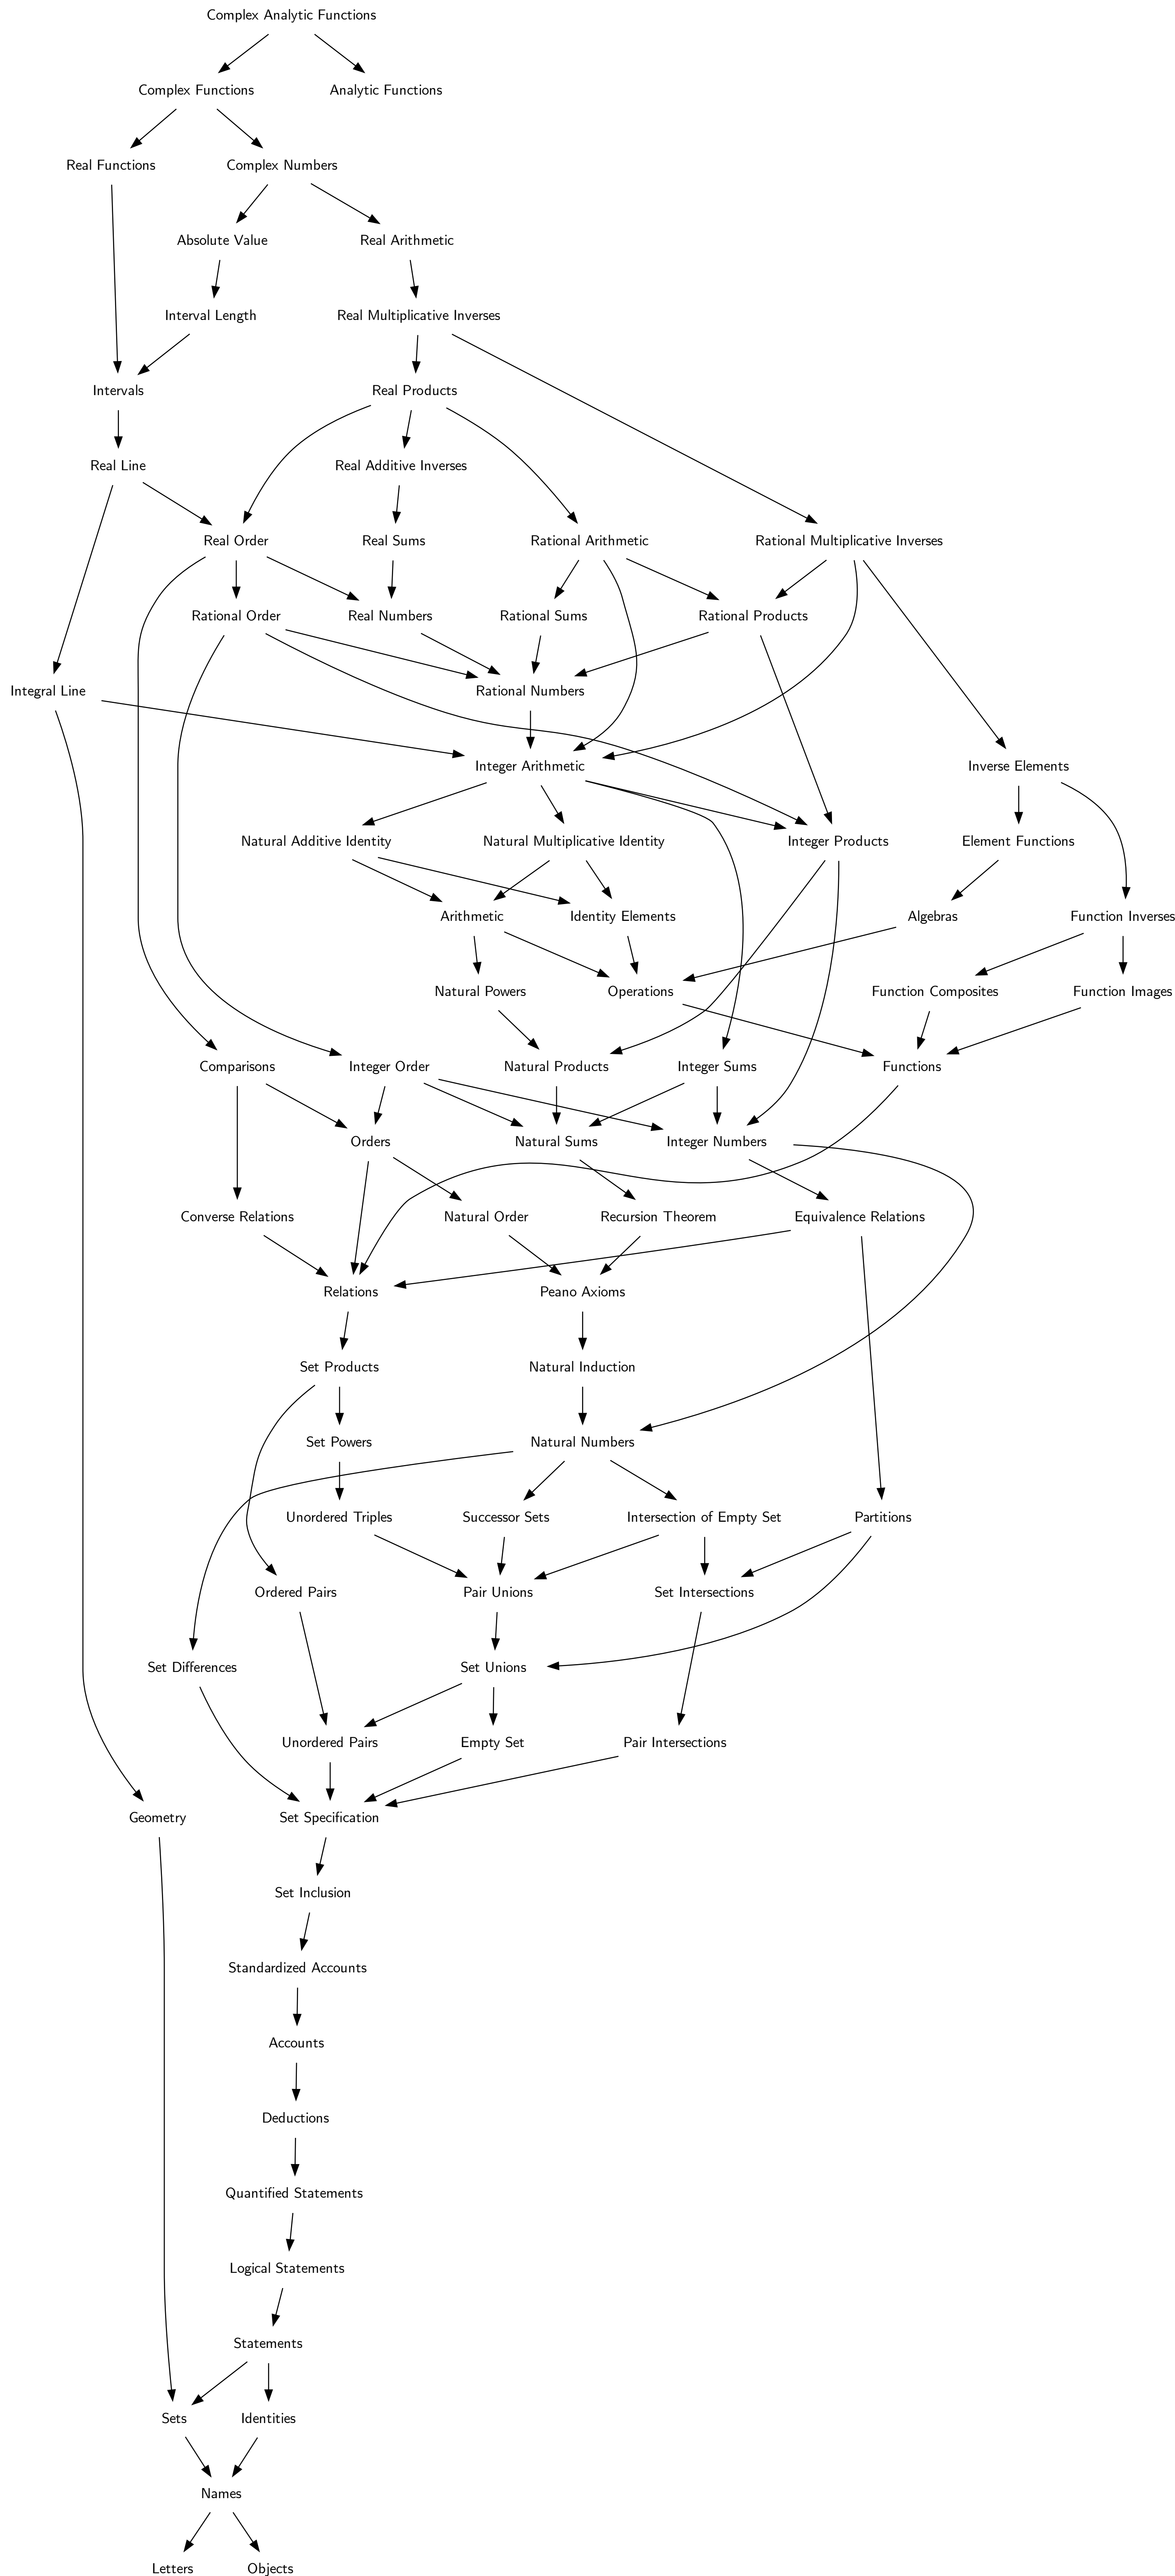 Complex Analytic Functions
Complex Functions
Analytic Functions
Real Functions
Complex Numbers
Absolute Value
Real Arithmetic
Interval Length
Real Multiplicative Inverses
Intervals
Real Products
Real Line
Real Additive Inverses
Real Order
Real Sums
Rational Arithmetic
Rational Multiplicative Inverses
Rational Order
Real Numbers
Rational Sums
Rational Products
Integral Line
Rational Numbers
Integer Arithmetic
Inverse Elements
Natural Additive Identity
Natural Multiplicative Identity
Integer Products
Element Functions
Arithmetic
Identity Elements
Algebras
Function Inverses
Natural Powers
Operations
Function Composites
Function Images
Comparisons
Integer Order
Natural Products
Integer Sums
Functions
Orders
Natural Sums
Integer Numbers
Converse Relations
Natural Order
Recursion Theorem
Equivalence Relations
Relations
Peano Axioms
Set Products
Natural Induction
Set Powers
Natural Numbers
Unordered Triples
Successor Sets
Intersection of Empty Set
Partitions
Ordered Pairs
Pair Unions
Set Intersections
Set Differences
Set Unions
Unordered Pairs
Empty Set
Pair Intersections
Geometry
Set Specification
Set Inclusion
Standardized Accounts
Accounts
Deductions
Quantified Statements
Logical Statements
Statements
Sets
Identities
Names
Letters
Objects